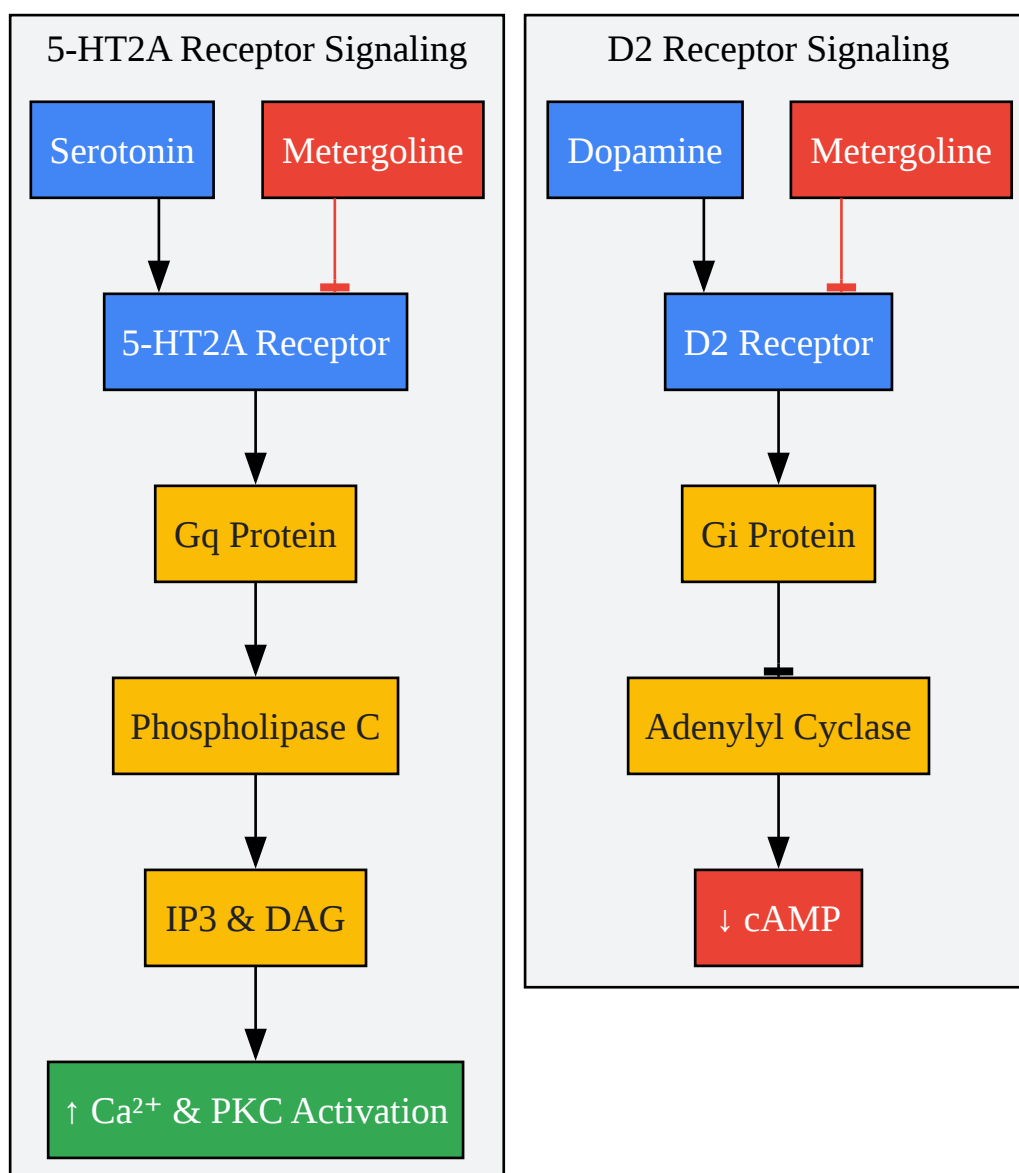 5-HT2A Receptor Signaling
Serotonin
Metergoline
5-HT2A Receptor
Gq Protein
Phospholipase C
IP3 & DAG
↑ Ca²⁺ & PKC Activation
D2 Receptor Signaling
Dopamine
Metergoline
D2 Receptor
Gi Protein
Adenylyl Cyclase
↓ cAMP